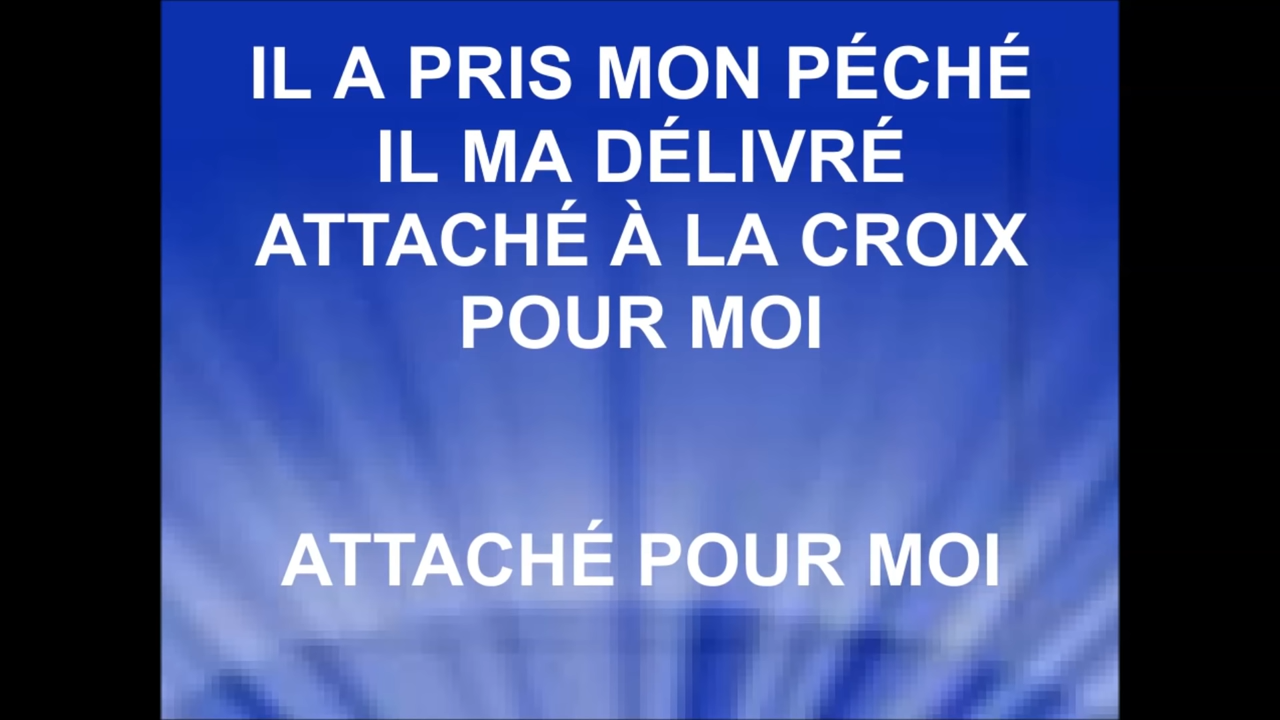 IL A PRIS MON PÉCHÉ
IL MA DÉLIVRÉ
ATTACHÉ À LA CROIX
POUR MOI
ATTACHÉ POUR MOI